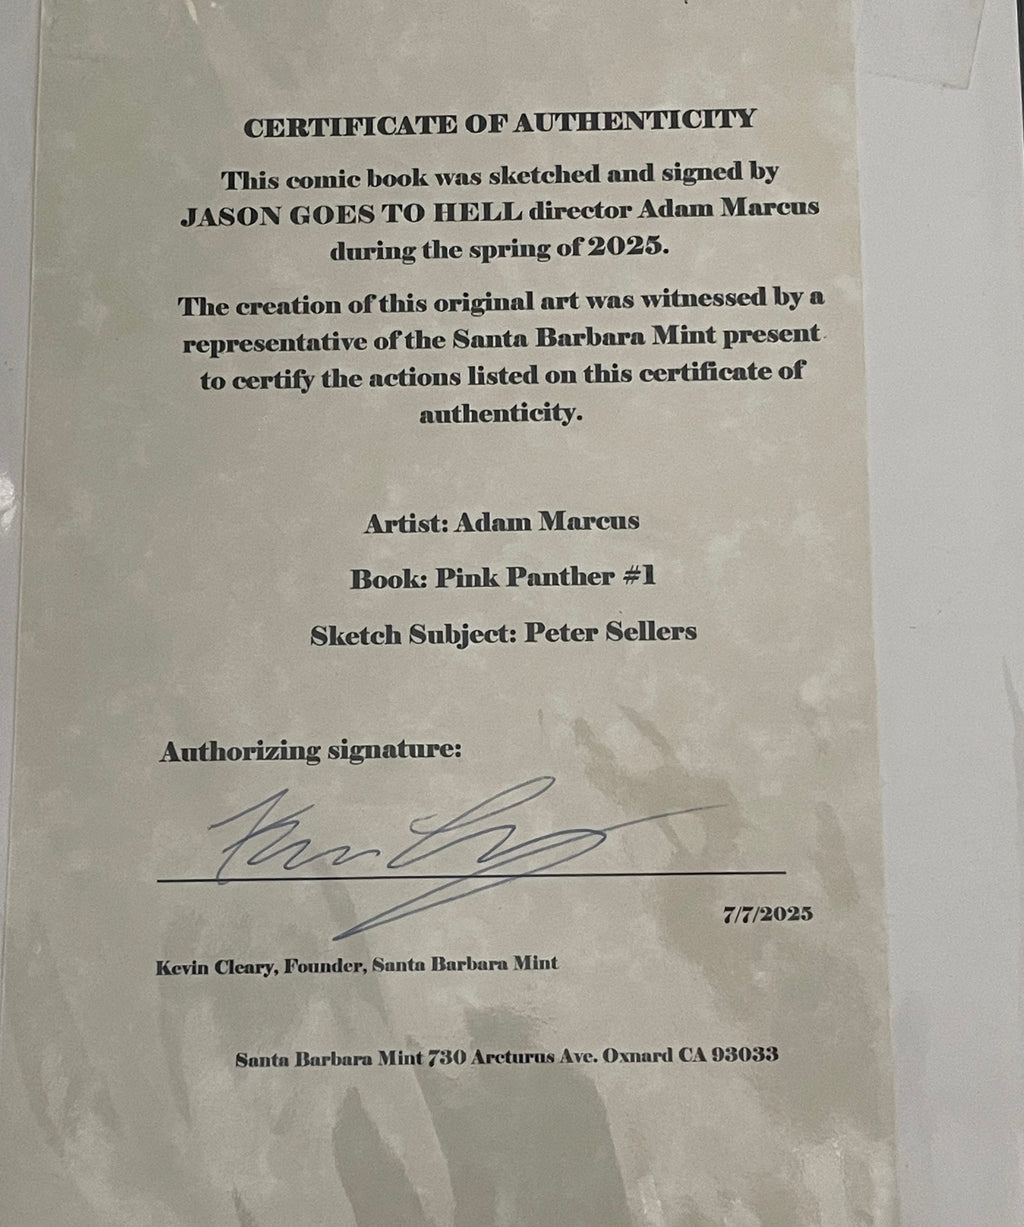 CERTIFICATE OF AUTHENTICITY
This comic book was sketched and signed by
JASON GOES TO HELL director Adam Marcus
during the spring of 2025.
The creation of this original art was witnessed by a
representative of the Santa Barbara Mint present
to certify the actions listed on this certificate of
authenticity.
Artist: Adam Marcus
Book: Pink Panther #1
Sketch Subject: Peter Sellers
Authorizing signature:
7/7/2025
Kevin Cleary, Founder, Santa Barbara Mint
Santa Barbara Mint 730 Arcturus Ave. Oxnard CA 93033